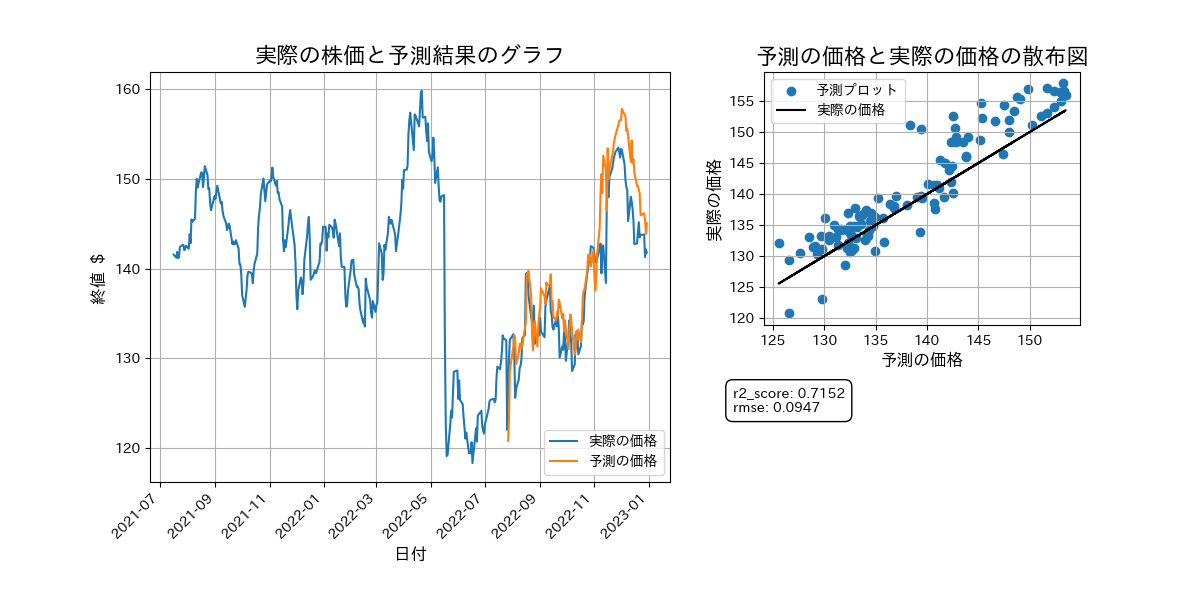 実際の株価と予測結果のグラフ
160
150
140
130
120
終値 $
2021-07
2021-09
2021-11
2022-01
2022-03
2022-05
2022-07
2022-09
2022-11
2023-01
日付
実際の価格
予測の価格
予測の価格と実際の価格の散布図
予測プロット
実際の価格
155
150
145
140
135
130
125
120
実際の価格
125
130
135
140
145
150
予測の価格
r2_score: 0.7152
rmse: 0.0947